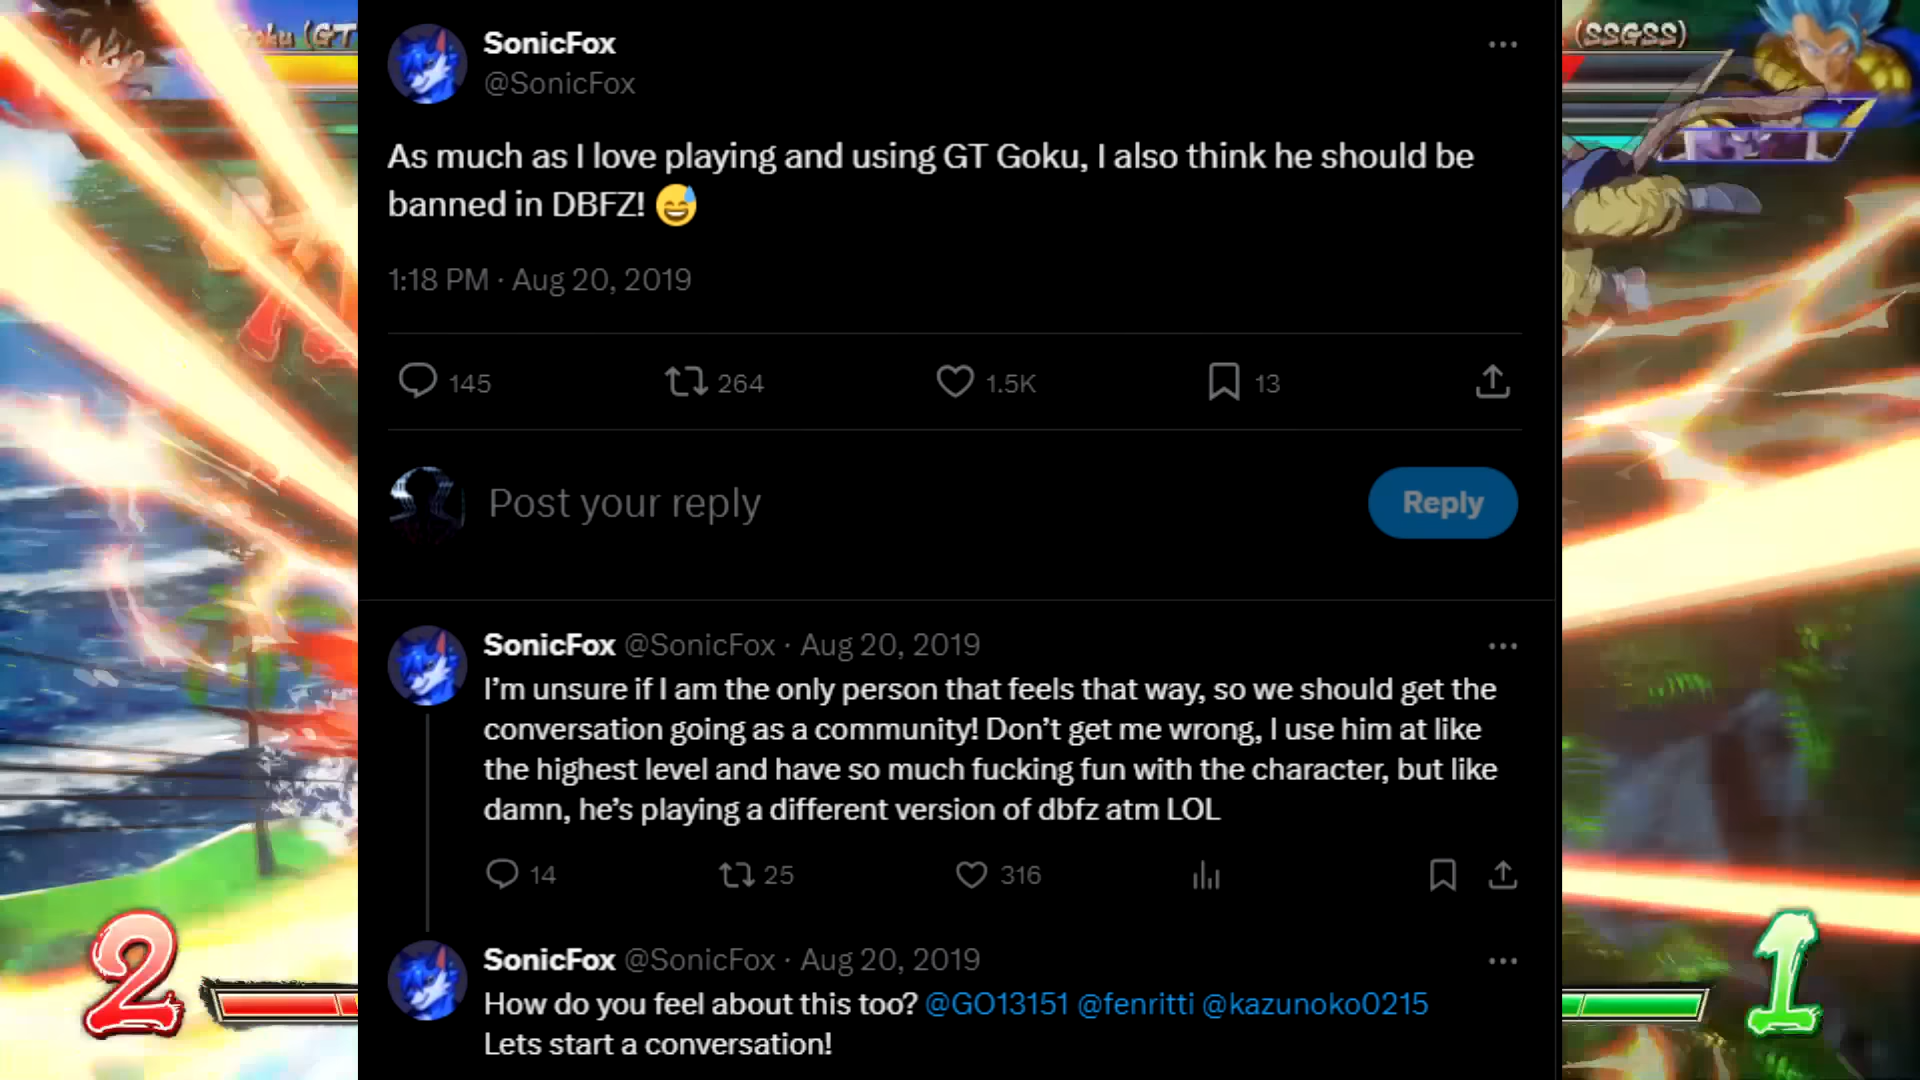 Goku (GT
(SSGSS)
SonicFox
@SonicFox
As much as I love playing and using GT Goku, I also think he should be
banned in DBFZ! 😅
1:18 PM · Aug 20, 2019
145 264 1.5K 13
Post your reply
Reply
SonicFox @SonicFox · Aug 20, 2019
I’m unsure if I am the only person that feels that way, so we should get the
conversation going as a community! Don’t get me wrong, I use him at like
the highest level and have so much fucking fun with the character, but like
damn, he’s playing a different version of dbfz atm LOL
14 25 316
SonicFox @SonicFox · Aug 20, 2019
How do you feel about this too? @GO13151 @fenritti @kazunoko0215
Lets start a conversation!
2
1